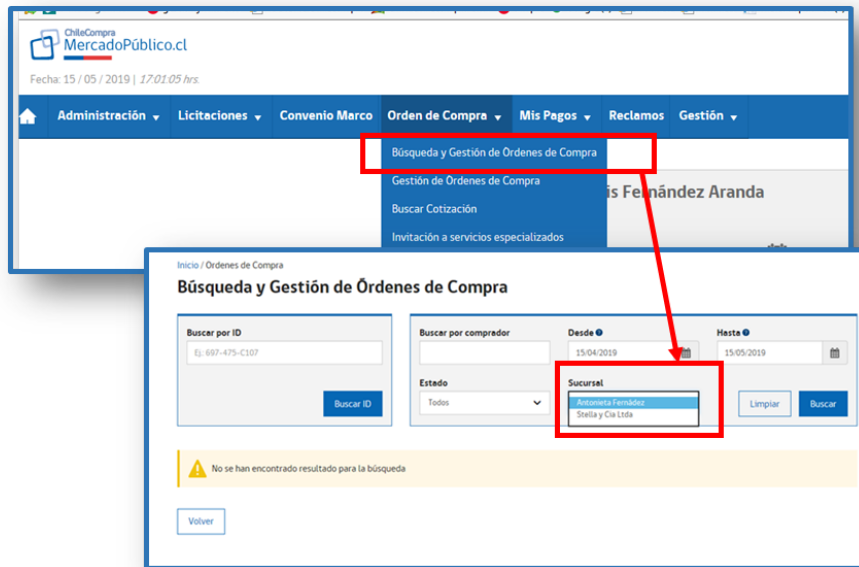 ChileCompra
MercadoPúblico.cl
Fecha: 15 / 05 / 2019 | 17:01:05 hrs.
Administración Licitaciones Convenio Marco Orden de Compra Mis Pagos Reclamos Gestión
Búsqueda y Gestión de Órdenes de Compra
Gestión de Órdenes de Compra
is Fernández Aranda
Buscar Cotización
Invitación a servicios especializados
Inicio / Ordenes de Compra
Búsqueda y Gestión de Órdenes de Compra
Buscar por ID
Ej: 697-475-C107
Buscar ID
Buscar por comprador Desde Hasta
15/04/2019 15/05/2019
Estado Sucursal
Todos
Antonieta Fernádez
Stella y Cia Ltda
Limpiar Buscar
No se han encontrado resultado para la búsqueda
Volver